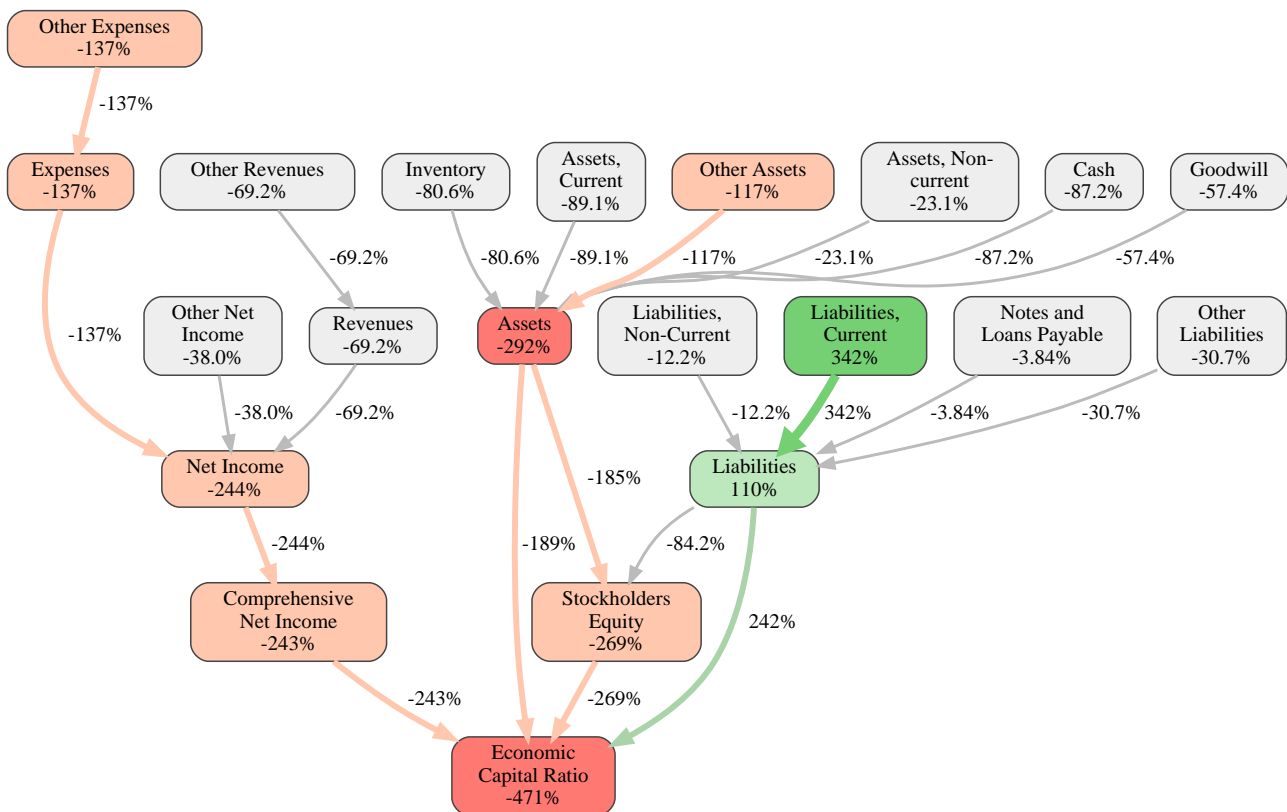 Other Expenses
-137%
-137%
Expenses
-137%
Other Revenues
-69.2%
Inventory
-80.6%
Assets,
Current
-89.1%
Other Assets
-117%
Assets, Non-
current
-23.1%
Cash
-87.2%
Goodwill
-57.4%
-69.2%
-80.6%
-89.1%
-117%
-23.1%
-87.2%
-57.4%
-137%
Other Net
Income
-38.0%
Revenues
-69.2%
Assets
-292%
Liabilities,
Non-Current
-12.2%
Liabilities,
Current
342%
Notes and
Loans Payable
-3.84%
Other
Liabilities
-30.7%
-38.0%
-69.2%
-12.2%
342%
-3.84%
-30.7%
Net Income
-244%
-185%
Liabilities
110%
-244%
-189%
-84.2%
Comprehensive
Net Income
-243%
Stockholders
Equity
-269%
242%
-243%
-269%
Economic
Capital Ratio
-471%